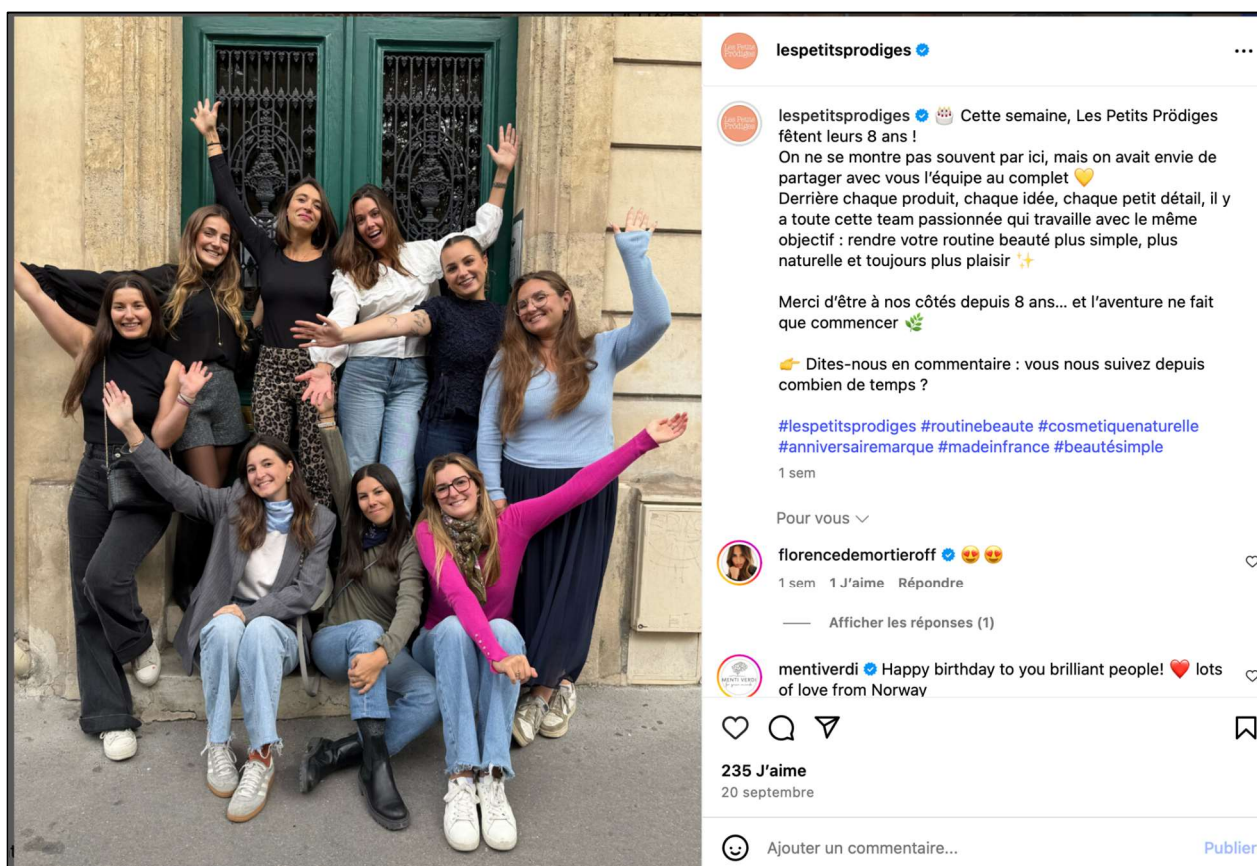 lespetitsprodiges
Les Petits
Prödiges
lespetitsprodiges 🎂 Cette semaine, Les Petits Prödiges
fêtent leurs 8 ans !
On ne se montre pas souvent par ici, mais on avait envie de
partager avec vous l’équipe au complet 💛
Derrière chaque produit, chaque idée, chaque petit détail, il y
a toute cette team passionnée qui travaille avec le même
objectif : rendre votre routine beauté plus simple, plus
naturelle et toujours plus plaisir ✨
Merci d’être à nos côtés depuis 8 ans... et l’aventure ne fait
que commencer 🌿
👉 Dites-nous en commentaire : vous nous suivez depuis
combien de temps ?
#lespetitsprodiges #routinebeaute #cosmetiquenaturelle
#anniversairemarque #madeinfrance #beautésimple
1 sem
Pour vous
florencedemortieroff 😍 😍
1 sem 1 J’aime Répondre
Afficher les réponses (1)
MENTI VERDI
mentiverdi Happy birthday to you brilliant people! ❤️ lots
of love from Norway
235 J’aime
20 septembre
Ajouter un commentaire...
Publier